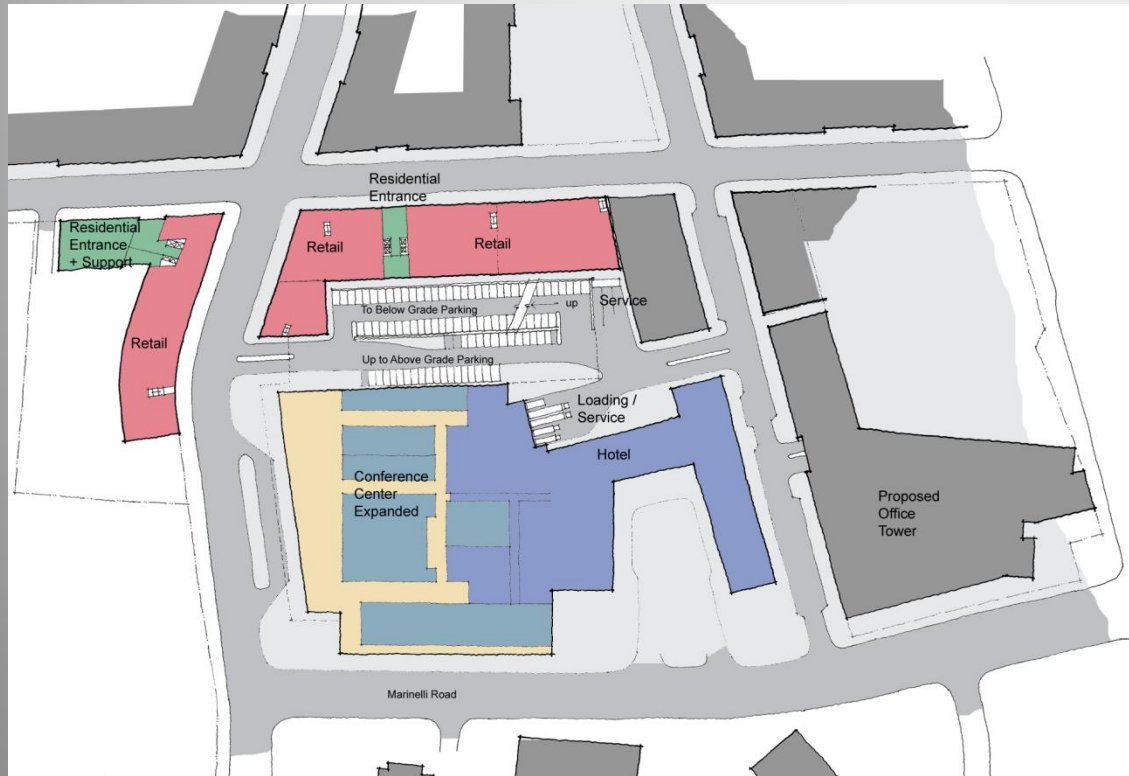 Residential
Entrance
Residential
Entrance
+ Support
Retail
Retail
Retail
To Below Grade Parking
up
Service
Up to Above Grade Parking
Loading /
Service
Hotel
Conference
Center
Expanded
Proposed
Office
Tower
Marinelli Road